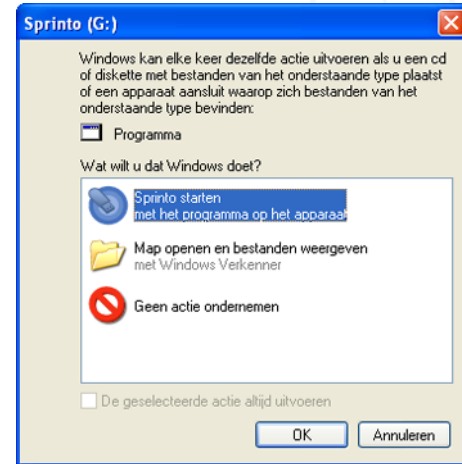 Sprinto (G:)
Windows kan elke keer dezelfde actie uitvoeren als u een cd
of diskette met bestanden van het onderstaande type plaatst
of een apparaat aansluit waarop zich bestanden van het
onderstaande type bevinden:
Programma
Wat wilt u dat Windows doet?
Sprinto starten
met het programma op het apparaat
Map openen en bestanden weergeven
met Windows Verkenner
Geen actie ondernemen
De geselecteerde actie altijd uitvoeren
OK Annuleren